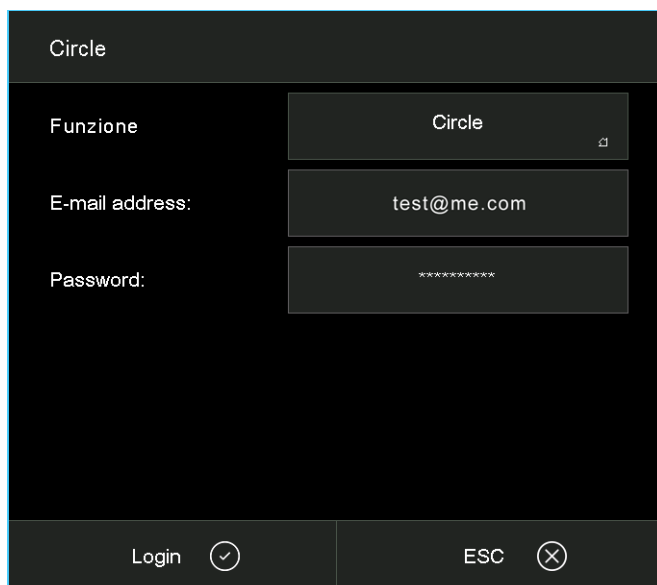 Circle
Funzione Circle
E-mail address: test@me.com
Password: **********
Login ESC